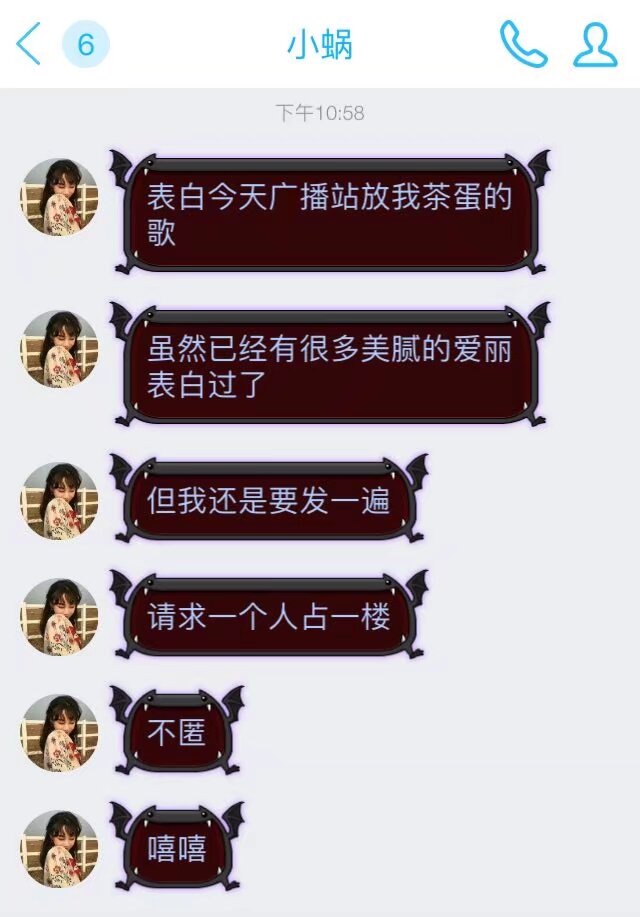 6
小蜗
下午10:58
表白今天广播站放我茶蛋的
歌
虽然已经有很多美腻的爱丽
表白过了
但我还是要发一遍
请求一个人占一楼
不匿
嘻嘻